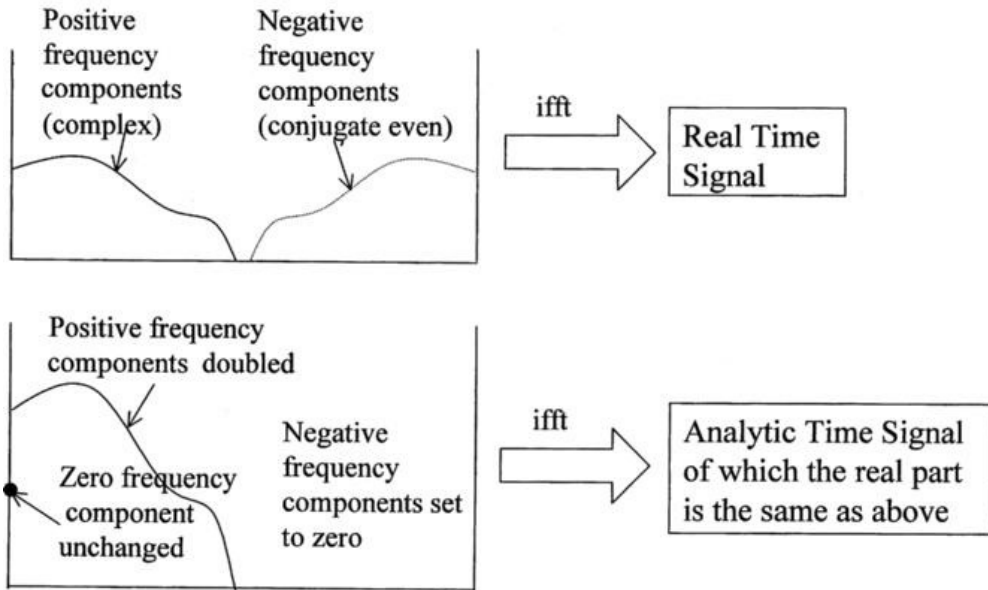 Positive
frequency
components
(complex)
Negative
frequency
components
(conjugate even)
ifft
Real Time
Signal
Positive frequency
components doubled
Zero frequency
component
unchanged
Negative
frequency
components set
to zero
ifft
Analytic Time Signal
of which the real part
is the same as above